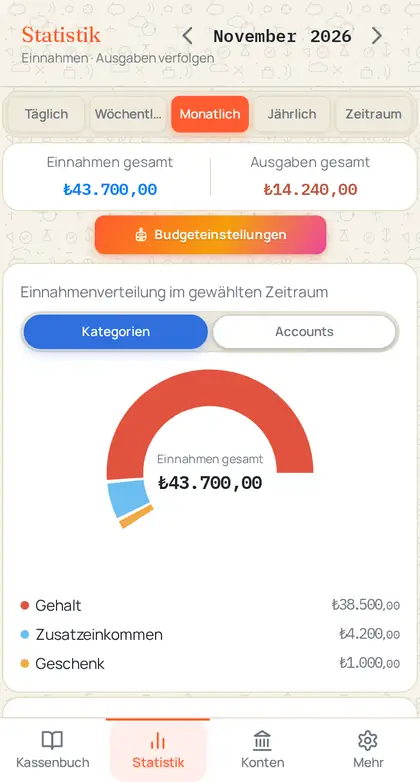 Statistik
November 2026
Einnahmen · Ausgaben verfolgen
Täglich
Wöchentl...
Monatlich
Jährlich
Zeitraum
Einnahmen gesamt
Ausgaben gesamt
₺43.700,00
₺14.240,00
Budgeteinstellungen
Einnahmenverteilung im gewählten Zeitraum
Kategorien
Accounts
Einnahmen gesamt
₺43.700,00
Gehalt
₺38.500,00
Zusatzeinkommen
₺4.200,00
Geschenk
₺1.000,00
Kassenbuch
Statistik
Konten
Mehr